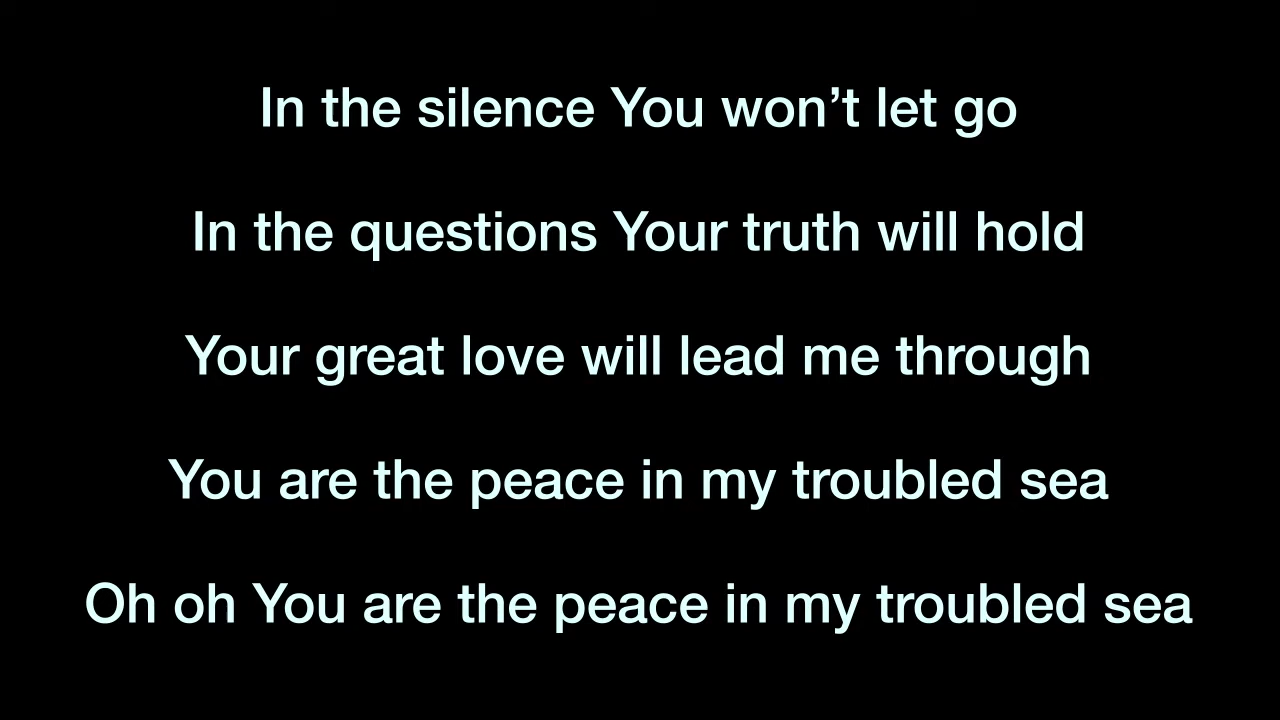 In the silence You won’t let go
In the questions Your truth will hold
Your great love will lead me through
You are the peace in my troubled sea
Oh oh You are the peace in my troubled sea